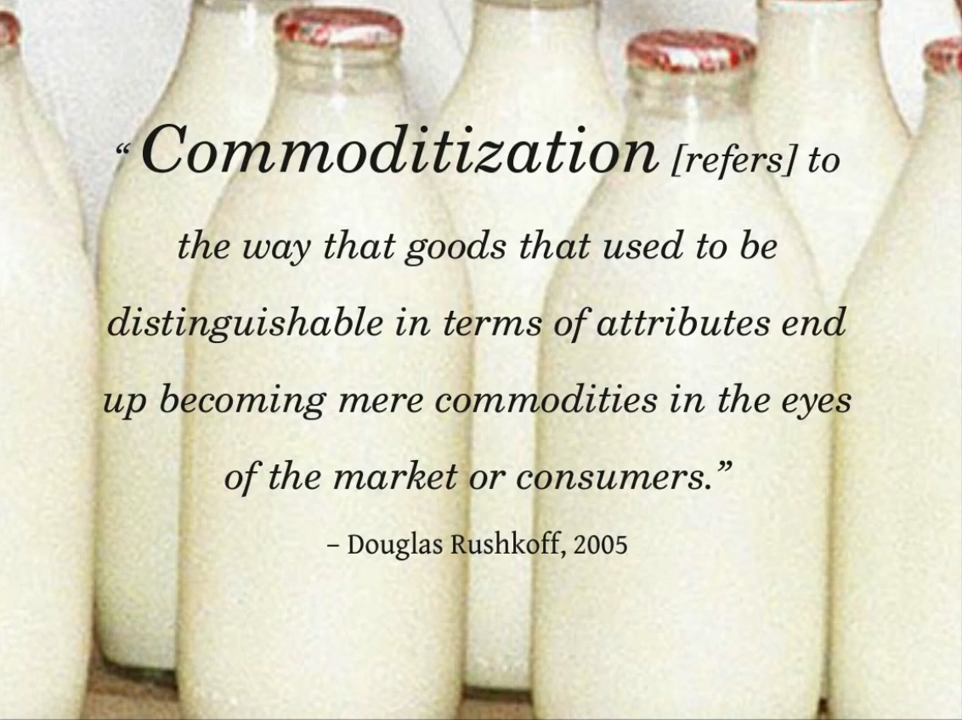 “ Commoditization [refers] to
the way that goods that used to be
distinguishable in terms of attributes end
up becoming mere commodities in the eyes
of the market or consumers.”
– Douglas Rushkoff, 2005